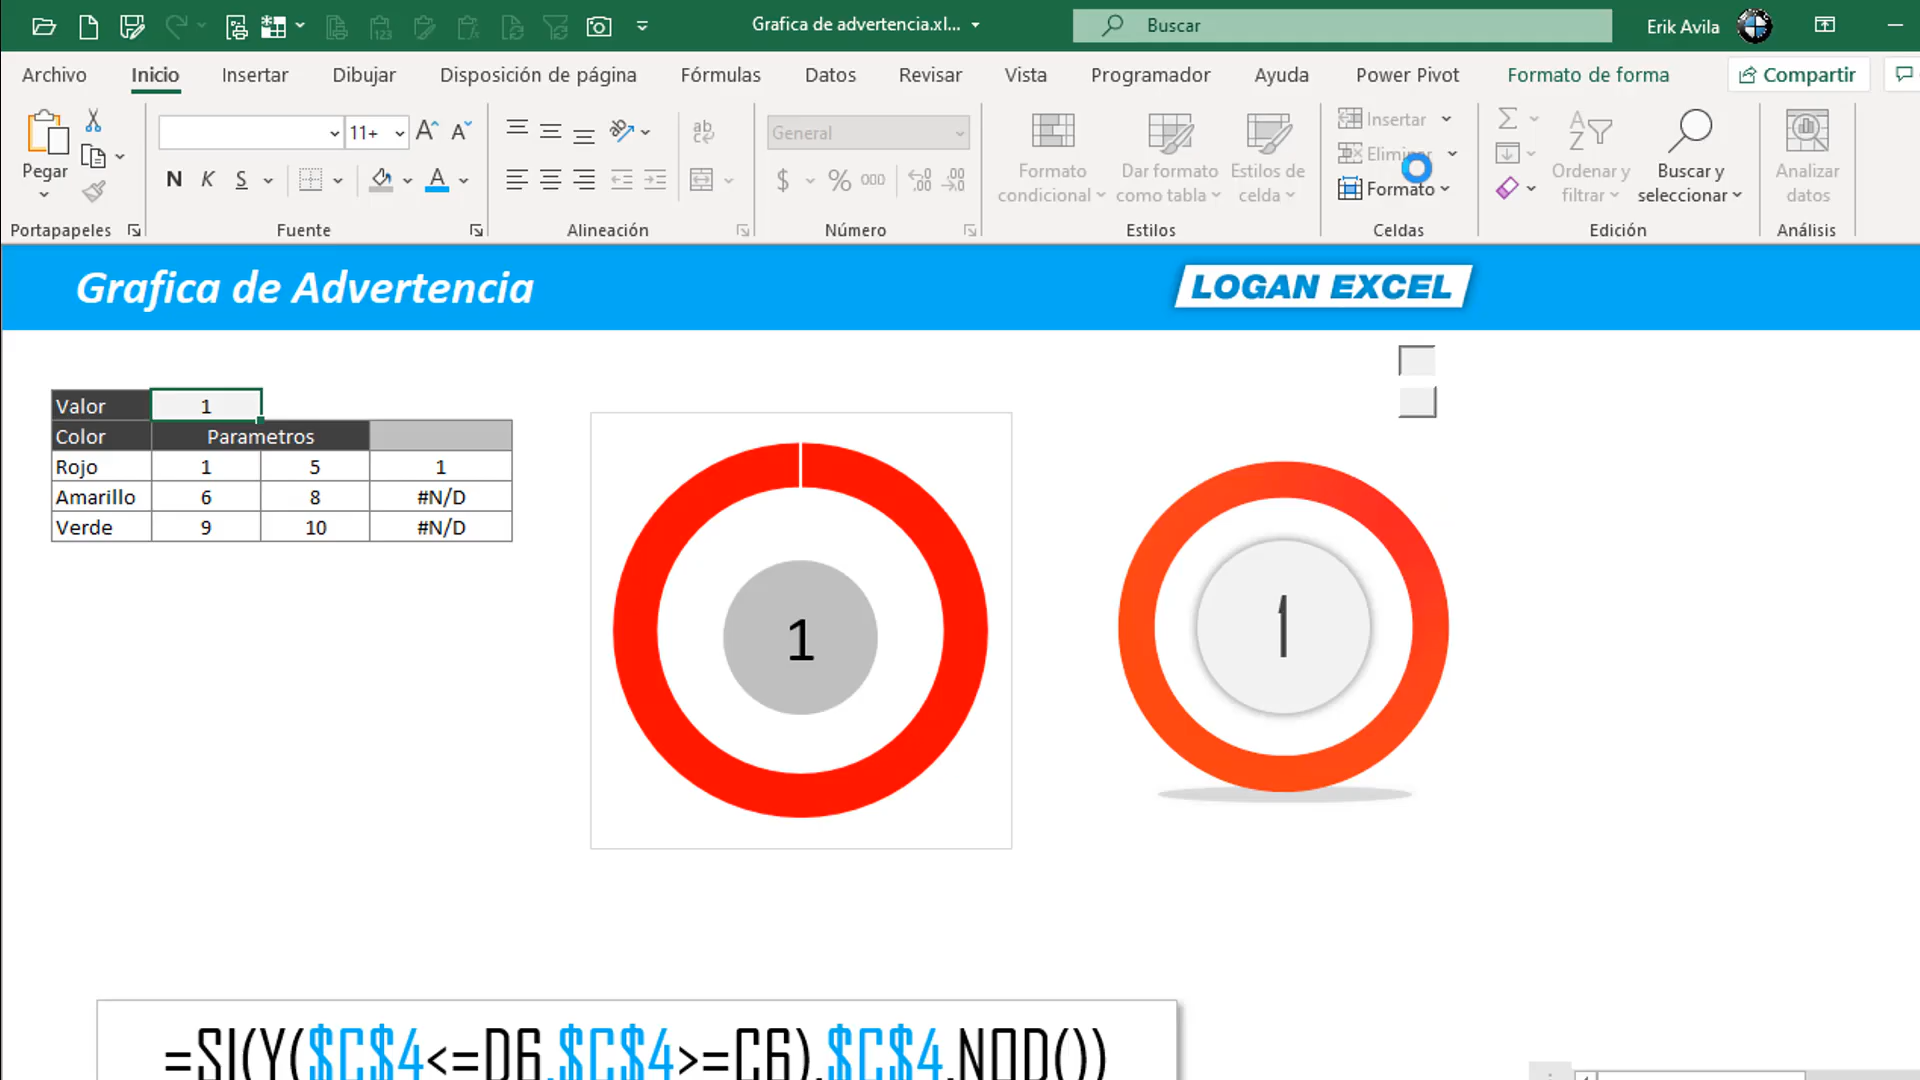 Grafica de advertencia.xl...
Buscar
Erik Avila
Archivo Inicio Insertar Dibujar Disposición de página Fórmulas Datos Revisar Vista Programador Ayuda Power Pivot Formato de forma Compartir
Pegar
11+
N K S
ab
General
$ % 000
Formato condicional
Dar formato como tabla
Estilos de celda
Insertar
Eliminar
Formato
Ordenar y filtrar
Buscar y seleccionar
Analizar datos
Portapapeles Fuente Alineación Número Estilos Celdas Edición Análisis
Grafica de Advertencia
LOGAN EXCEL
Valor 1
Color Parametros
Rojo 1 5 1
Amarillo 6 8 #N/D
Verde 9 10 #N/D
1
1
=SI(Y($C$4<=D6,$C$4>=C6),$C$4,NOD())